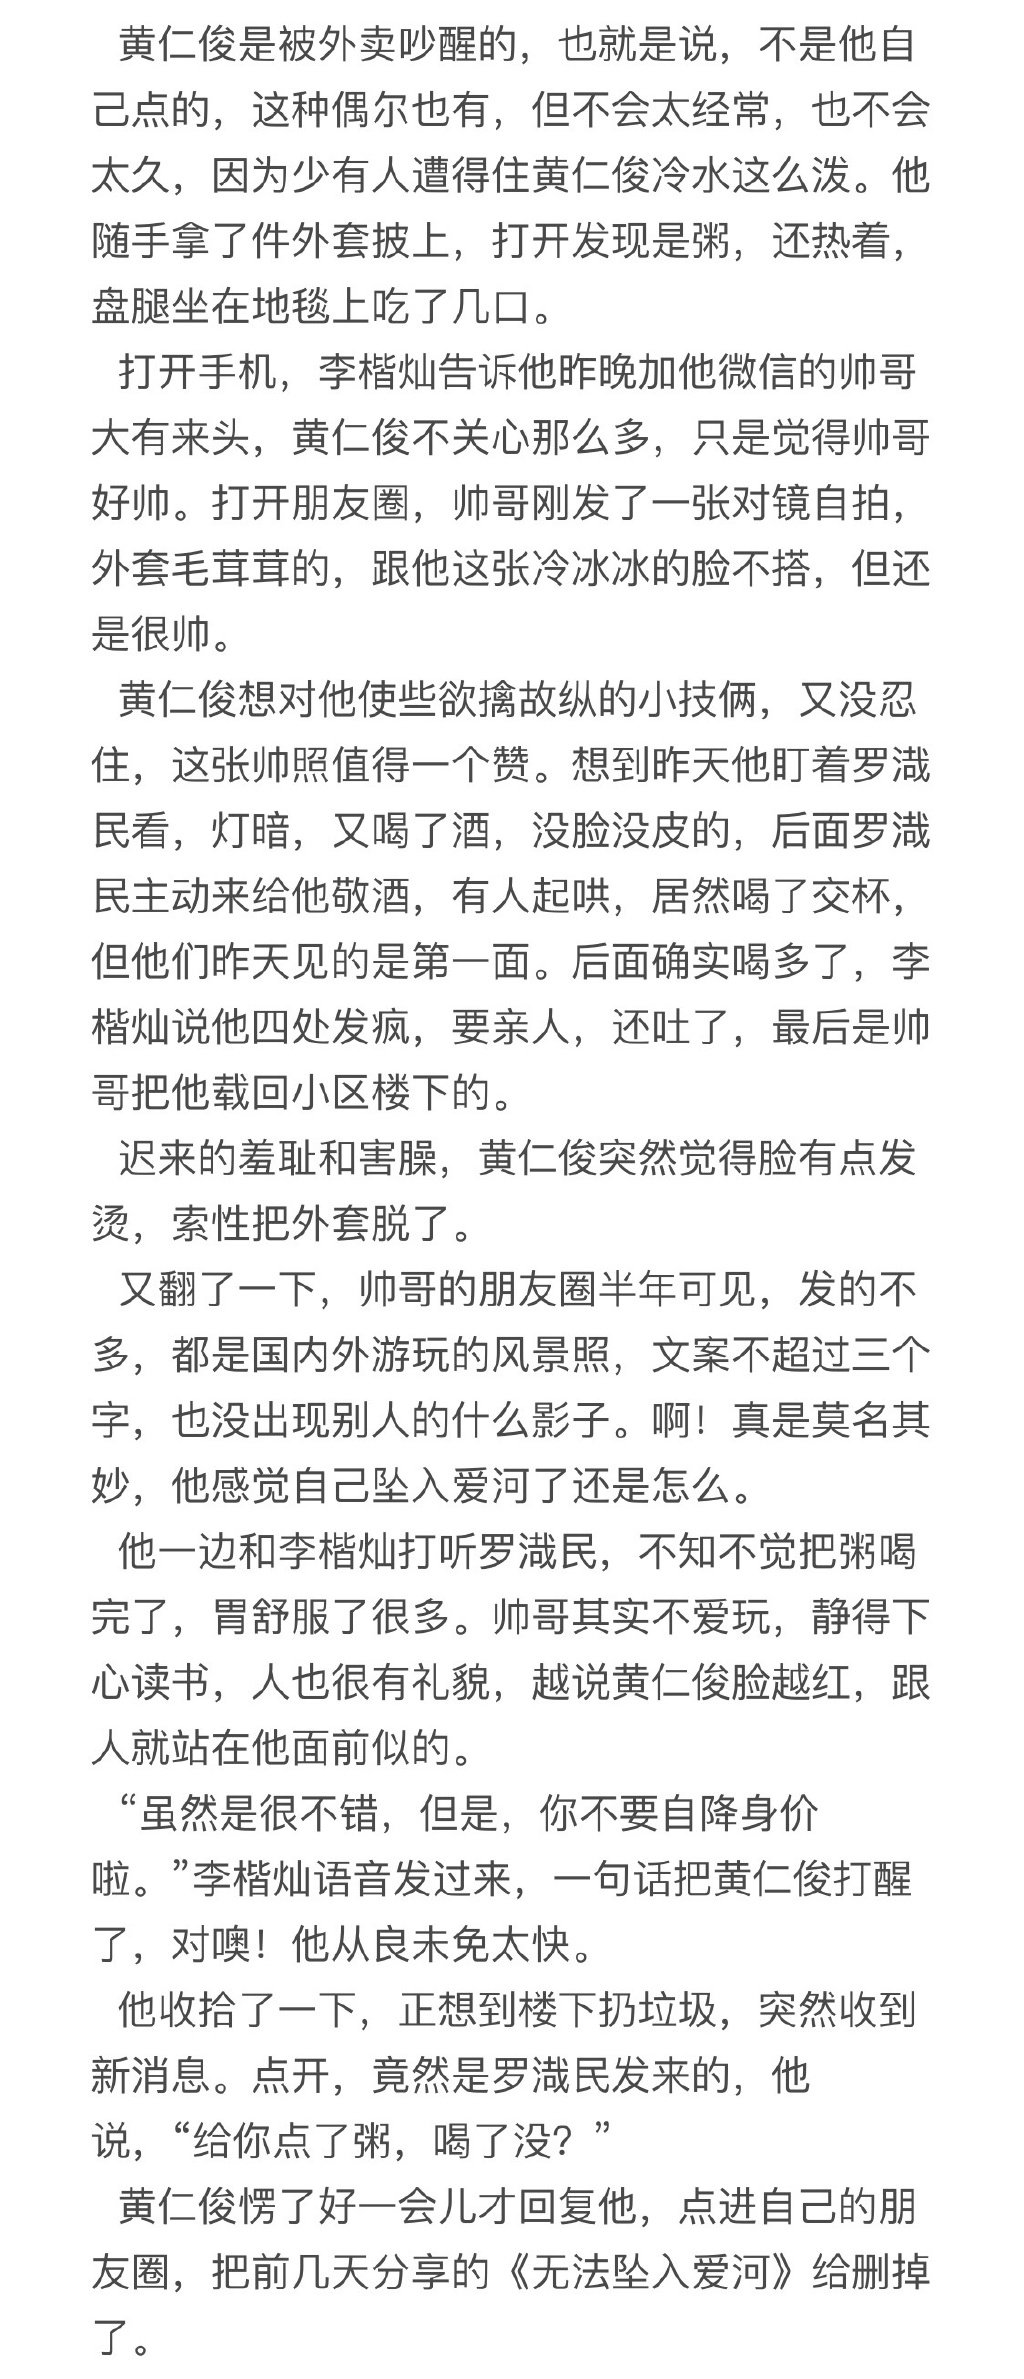 黄仁俊是被外卖吵醒的，也就是说，不是他自
己点的，这种偶尔也有，但不会太经常，也不会
太久，因为少有人遭得住黄仁俊冷水这么泼。他
随手拿了件外套披上，打开发现是粥，还热着，
盘腿坐在地毯上吃了几口。
打开手机，李楷灿告诉他昨晚加他微信的帅哥
大有来头，黄仁俊不关心那么多，只是觉得帅哥
好帅。打开朋友圈，帅哥刚发了一张对镜自拍，
外套毛茸茸的，跟他这张冷冰冰的脸不搭，但还
是很帅。
黄仁俊想对他使些欲擒故纵的小技俩，又没忍
住，这张帅照值得一个赞。想到昨天他盯着罗渽
民看，灯暗，又喝了酒，没脸没皮的，后面罗渽
民主动来给他敬酒，有人起哄，居然喝了交杯，
但他们昨天见的是第一面。后面确实喝多了，李
楷灿说他四处发疯，要亲人，还吐了，最后是帅
哥把他载回小区楼下的。
迟来的羞耻和害臊，黄仁俊突然觉得脸有点发
烫，索性把外套脱了。
又翻了一下，帅哥的朋友圈半年可见，发的不
多，都是国内外游玩的风景照，文案不超过三个
字，也没出现别人的什么影子。啊！真是莫名其
妙，他感觉自己坠入爱河了还是怎么。
他一边和李楷灿打听罗渽民，不知不觉把粥喝
完了，胃舒服了很多。帅哥其实不爱玩，静得下
心读书，人也很有礼貌，越说黄仁俊脸越红，跟
人就站在他面前似的。
“虽然是很不错，但是，你不要自降身价
啦。”李楷灿语音发过来，一句话把黄仁俊打醒
了，对噢！他从良未免太快。
他收拾了一下，正想到楼下扔垃圾，突然收到
新消息。点开，竟然是罗渽民发来的，他
说，“给你点了粥，喝了没？”
黄仁俊愣了好一会儿才回复他，点进自己的朋
友圈，把前几天分享的《无法坠入爱河》给删掉
了。